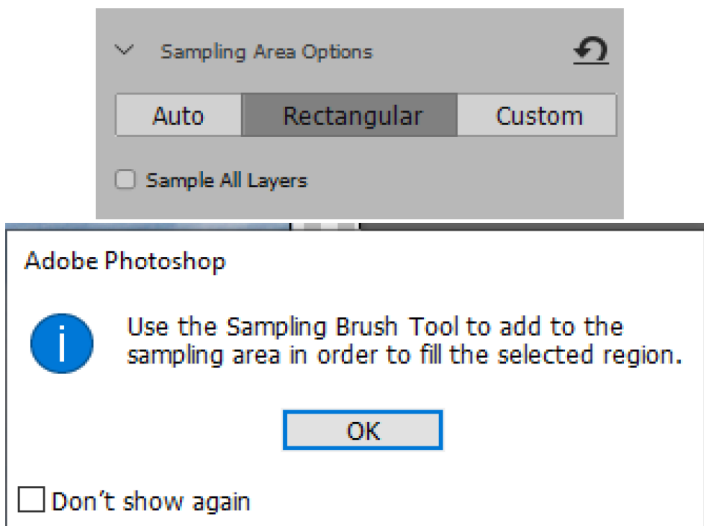 Sampling Area Options
Auto Rectangular Custom
Sample All Layers
Adobe Photoshop
Use the Sampling Brush Tool to add to the
sampling area in order to fill the selected region.
OK
Don't show again